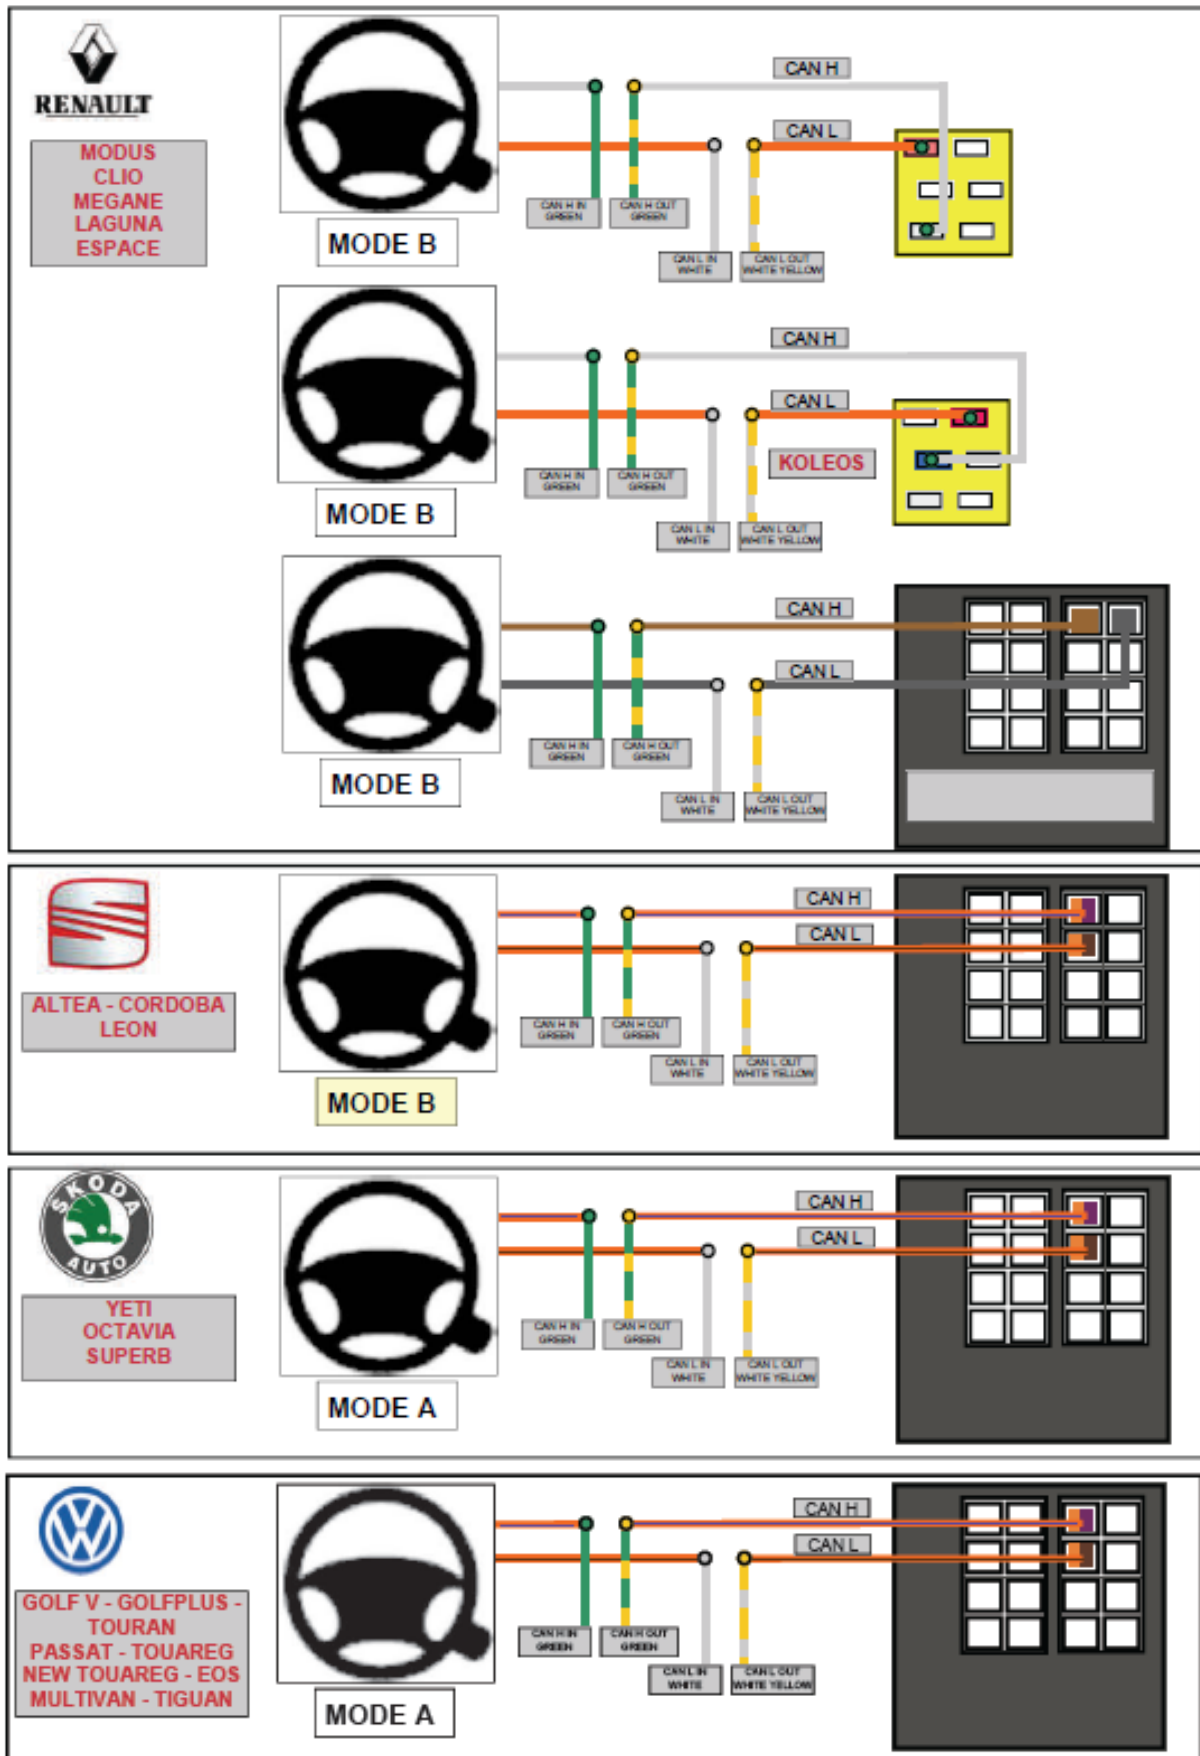 CAN H
RENAULT
MODUS
CLIO
MEGANE
LAGUNA
ESPACE
CAN L
CAN H IN
GREEN
CAN H OUT
GREEN
MODE B
CAN L IN
WHITE
CAN L OUT
WHITE YELLOW
CAN H
CAN L
KOLEOS
CAN H IN
GREEN
CAN H OUT
GREEN
MODE B
CAN L IN
WHITE
CAN L OUT
WHITE YELLOW
CAN H
CAN L
CAN H IN
GREEN
CAN H OUT
GREEN
MODE B
CAN L IN
WHITE
CAN L OUT
WHITE YELLOW
CAN H
CAN L
ALTEA - CORDOBA
LEON
CAN H IN
GREEN
CAN H OUT
GREEN
CAN L IN
WHITE
CAN L OUT
WHITE YELLOW
MODE B
SKODA
AUTO
CAN H
CAN L
YETI
OCTAVIA
SUPERB
CAN H IN
GREEN
CAN H OUT
GREEN
CAN L IN
WHITE
CAN L OUT
WHITE YELLOW
MODE A
CAN H
CAN L
GOLF V - GOLFPLUS -
TOURAN
PASSAT - TOUAREG
NEW TOUAREG - EOS
MULTIVAN - TIGUAN
CAN H IN
GREEN
CAN H OUT
GREEN
CAN L IN
WHITE
CAN L OUT
WHITE YELLOW
MODE A